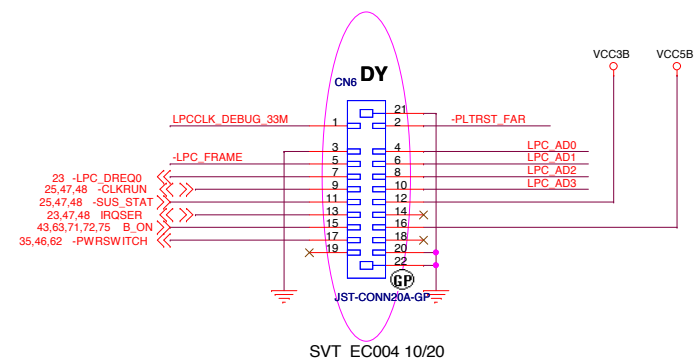 DY
CN6
VCC3B
VCC5B
LPCCLK_DEBUG_33M
21
-PLTRST_FAR
1
2
3
4
LPC_AD0
-LPC_FRAME
5
6
LPC_AD1
23 -LPC_DREQ0
7
8
LPC_AD2
25,47,48 -CLKRUN
9
10
LPC_AD3
25,47,48 -SUS_STAT
11
12
23,47,48 IRQSER
13
14
43,63,71,72,75 B_ON
15
16
35,46,62 -PWRSWITCH
17
18
19
20
22
GP
JST-CONN20A-GP
SVT EC004 10/20